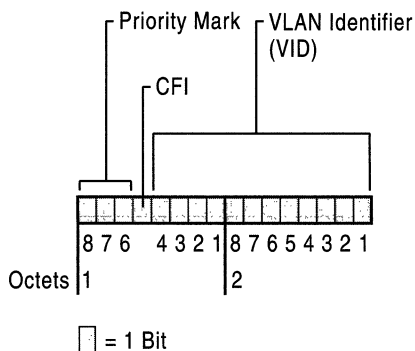 Priority Mark
VLAN Identifier
(VID)
CFI
8 7 6 4 3 2 1 8 7 6 5 4 3 2 1
Octets 1 2
= 1 Bit